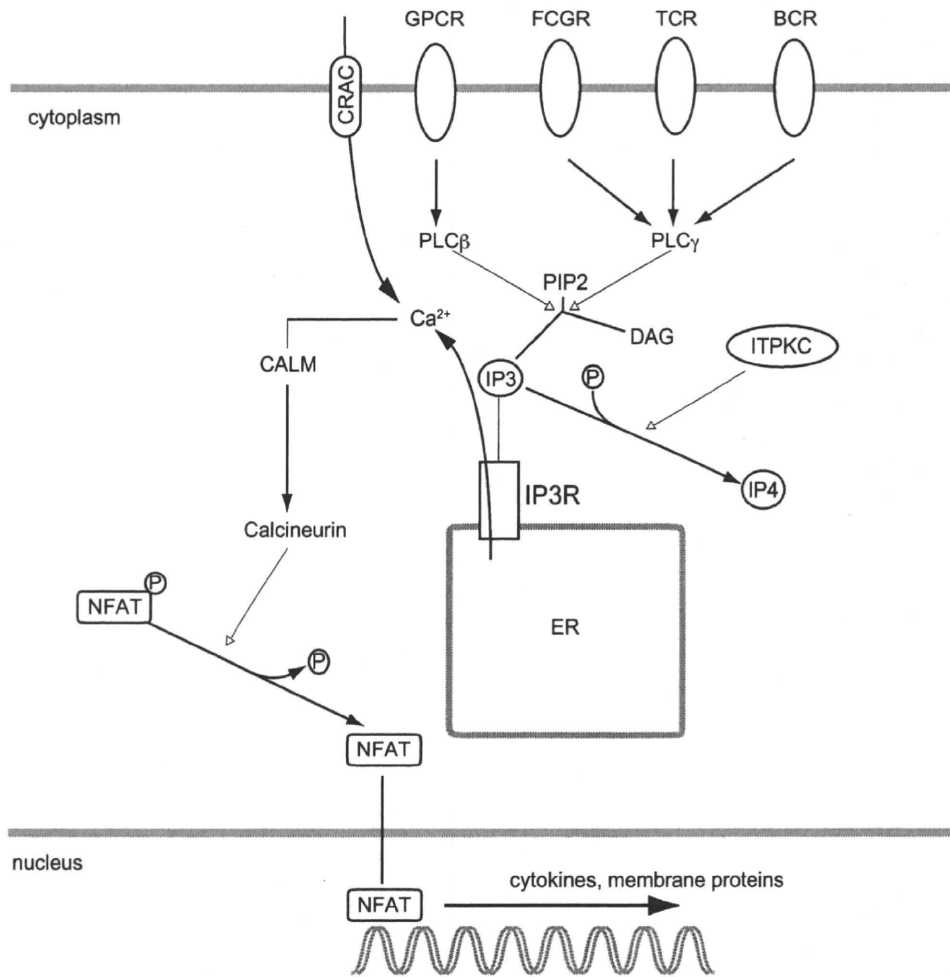 GPCR FCGR TCR BCR
CRAC
cytoplasm
PLCβ PLCγ
PIP2
Ca²⁺
DAG
ITPKC
CALM
IP3 P
IP4
IP3R
Calcineurin
P
NFAT
ER
P
NFAT
nucleus
cytokines, membrane proteins
NFAT